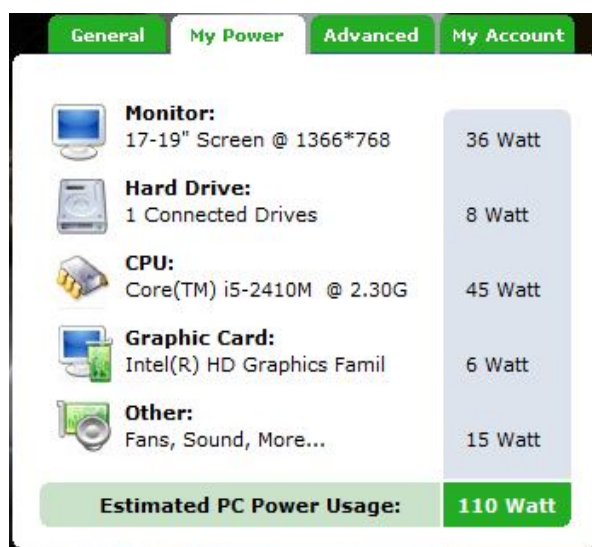 General My Power Advanced My Account
Monitor:
17-19" Screen @ 1366*768 36 Watt
Hard Drive:
1 Connected Drives 8 Watt
CPU:
Core(TM) i5-2410M @ 2.30G 45 Watt
Graphic Card:
Intel(R) HD Graphics Famil 6 Watt
Other:
Fans, Sound, More... 15 Watt
Estimated PC Power Usage: 110 Watt